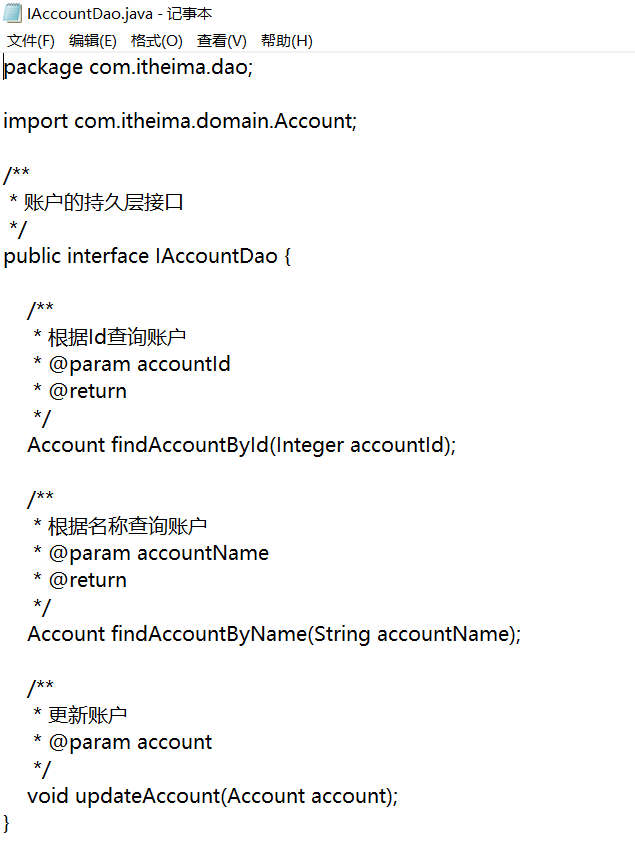 IAccountDao.java - 记事本
文件(F) 编辑(E) 格式(O) 查看(V) 帮助(H)
package com.itheima.dao;

import com.itheima.domain.Account;

/**
 * 账户的持久层接口
 */
public interface IAccountDao {

    /**
     * 根据Id查询账户
     * @param accountId
     * @return
     */
    Account findAccountById(Integer accountId);

    /**
     * 根据名称查询账户
     * @param accountName
     * @return
     */
    Account findAccountByName(String accountName);

    /**
     * 更新账户
     * @param account
     */
    void updateAccount(Account account);
}